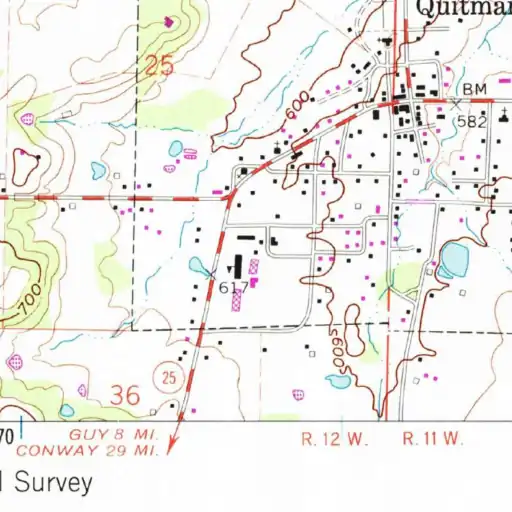 Quitman
25
600
BM
582
617
700
600S
25
36
70
GUY 8 MI.
CONWAY 29 MI.
R. 12 W. R. 11 W.
l Survey